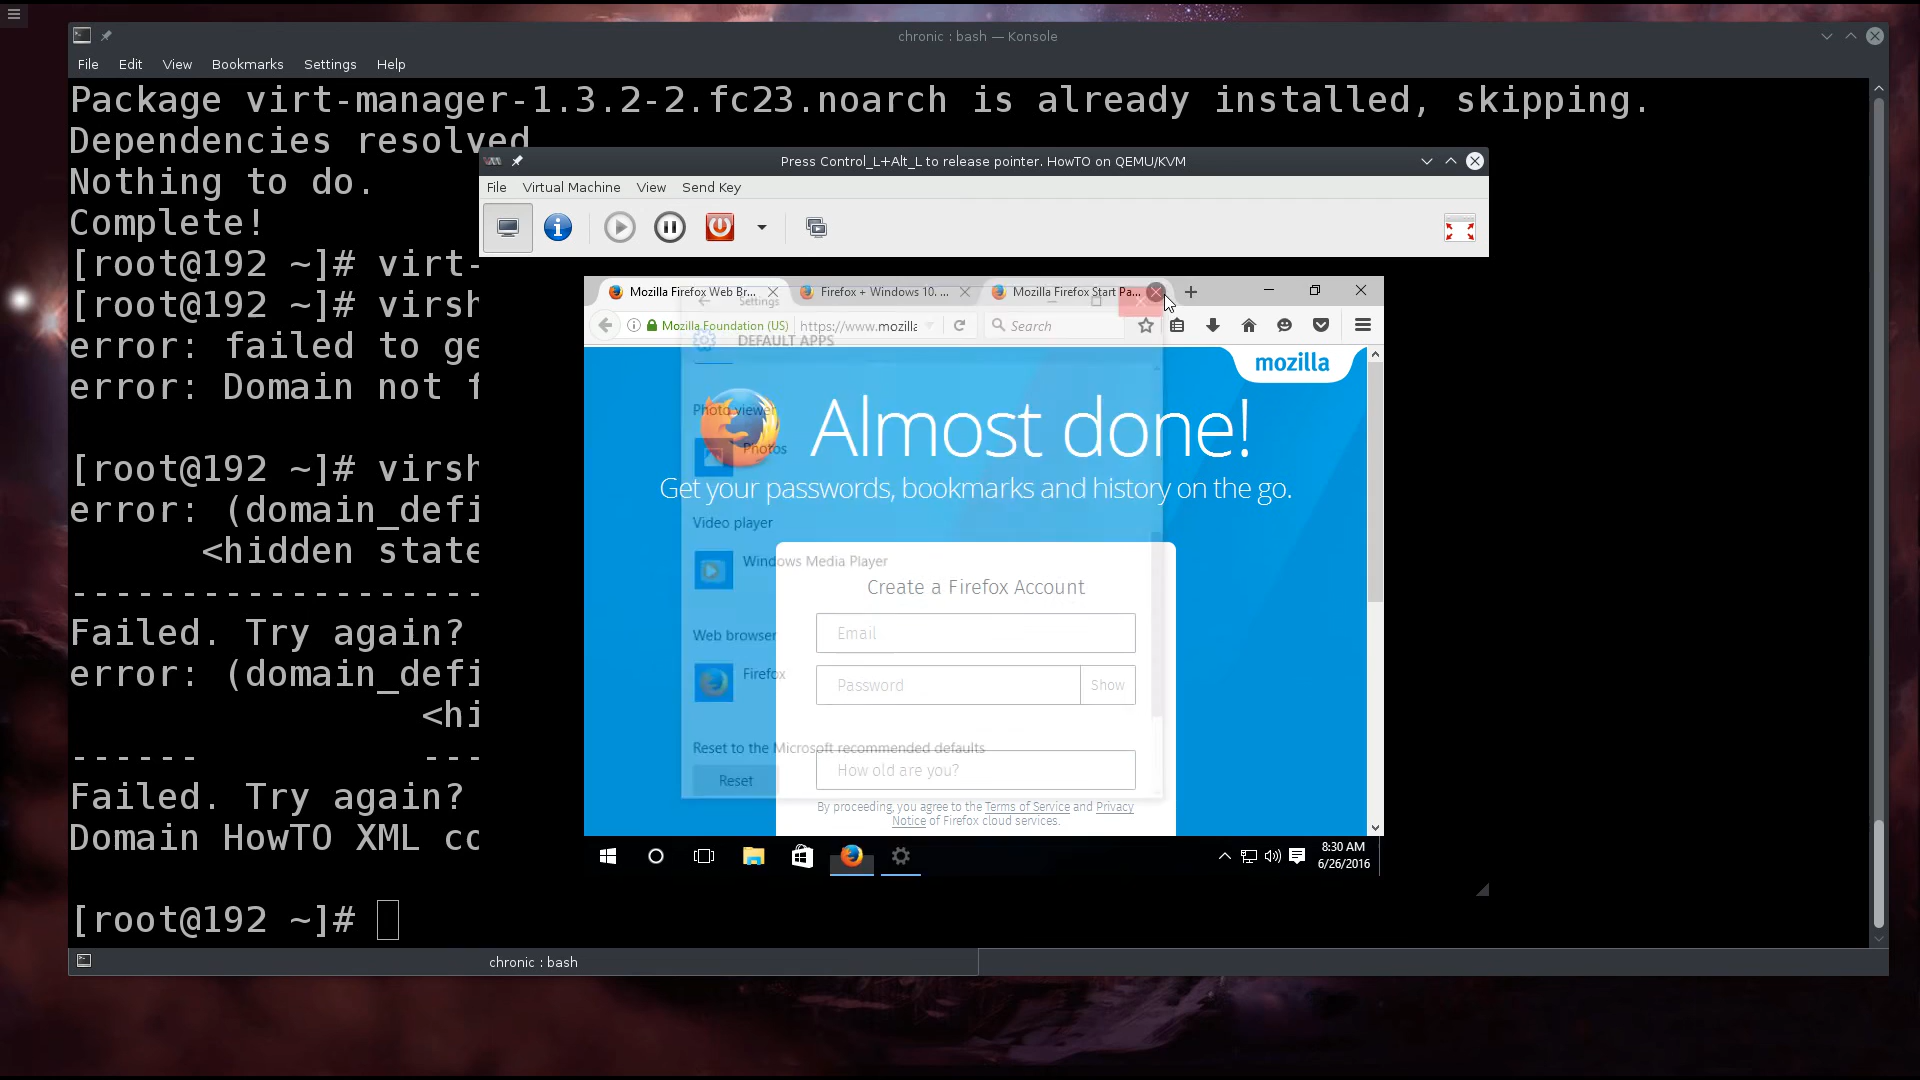 chronic : bash — Konsole
File Edit View Bookmarks Settings Help
Package virt-manager-1.3.2-2.fc23.noarch is already installed, skipping.
Dependencies resolved
Nothing to do.
Complete!
[root@192 ~]# virt-
[root@192 ~]# virsh
error: failed to ge
error: Domain not f
[root@192 ~]# virsh
error: (domain_defi
<hidden state
-------------------
Failed. Try again?
error: (domain_defi
<hi
------ ---
Failed. Try again?
Domain HowTO XML co
[root@192 ~]#
chronic : bash
Press Control_L+Alt_L to release pointer. HowTO on QEMU/KVM
File Virtual Machine View Send Key
Mozilla Firefox Web Br... Firefox + Windows 10. ... Mozilla Firefox Start Pa...
Settings
Mozilla Foundation (US) https://www.mozilla Search
DEFAULT APPS
mozilla
Photo viewer
Almost done!
Photos
Get your passwords, bookmarks and history on the go.
Video player
Windows Media Player
Create a Firefox Account
Email
Web browser
Firefox
Password Show
Reset to the Microsoft recommended defaults
How old are you?
Reset
By proceeding, you agree to the Terms of Service and Privacy
Notice of Firefox cloud services.
8:30 AM
6/26/2016